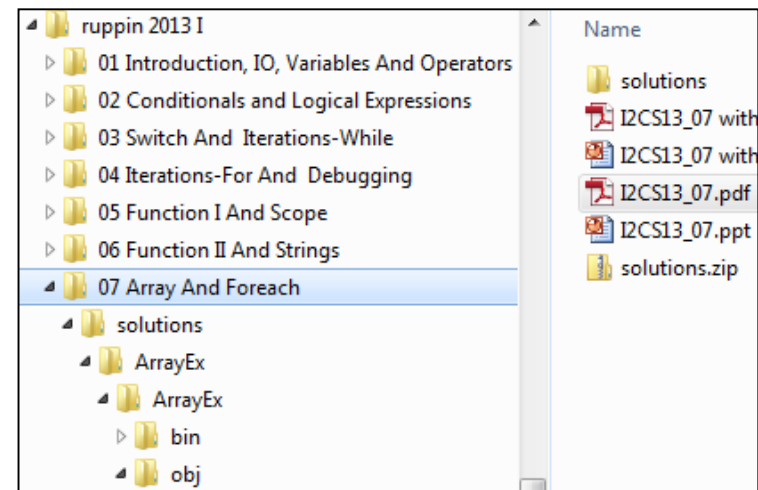 ruppin 2013 I
01 Introduction, IO, Variables And Operators
02 Conditionals and Logical Expressions
03 Switch And  Iterations-While
04 Iterations-For And  Debugging
05 Function I And Scope
06 Function II And Strings
07 Array And Foreach
solutions
ArrayEx
ArrayEx
bin
obj
Name
solutions
I2CS13_07 with
I2CS13_07 with
I2CS13_07.pdf
I2CS13_07.ppt
solutions.zip